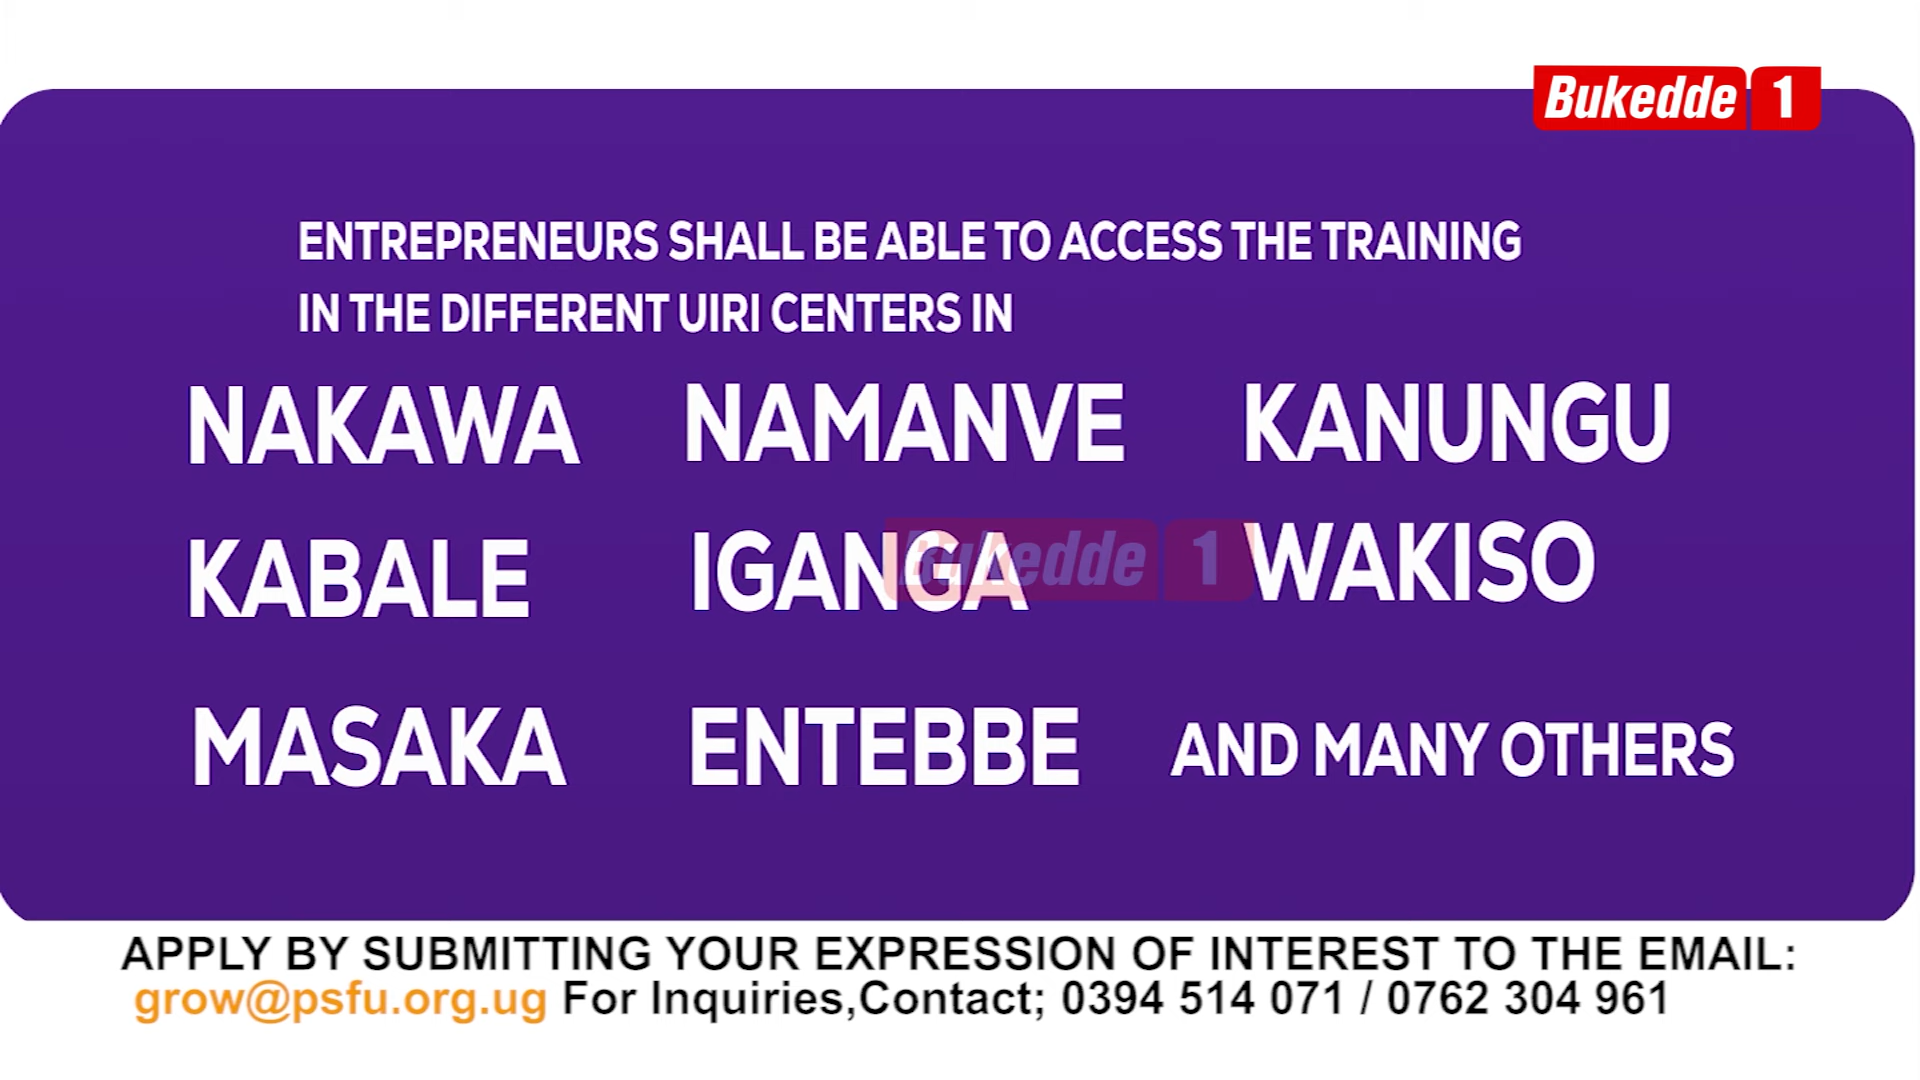 Bukedde 1
ENTREPRENEURS SHALL BE ABLE TO ACCESS THE TRAINING
IN THE DIFFERENT UIRI CENTERS IN
NAKAWA NAMANVE KANUNGU
KABALE IGANGA WAKISO
Bukedde 1
MASAKA ENTEBBE AND MANY OTHERS
APPLY BY SUBMITTING YOUR EXPRESSION OF INTEREST TO THE EMAIL:
grow@psfu.org.ug For Inquiries,Contact; 0394 514 071 / 0762 304 961